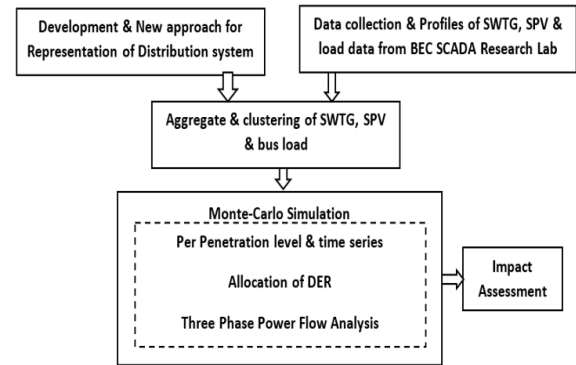 Development & New approach for
Representation of Distribution system
Data collection & Profiles of SWTG, SPV &
load data from BEC SCADA Research Lab
Aggregate & clustering of SWTG, SPV
& bus load
Monte-Carlo Simulation
Per Penetration level & time series
Allocation of DER
Three Phase Power Flow Analysis
Impact
Assessment